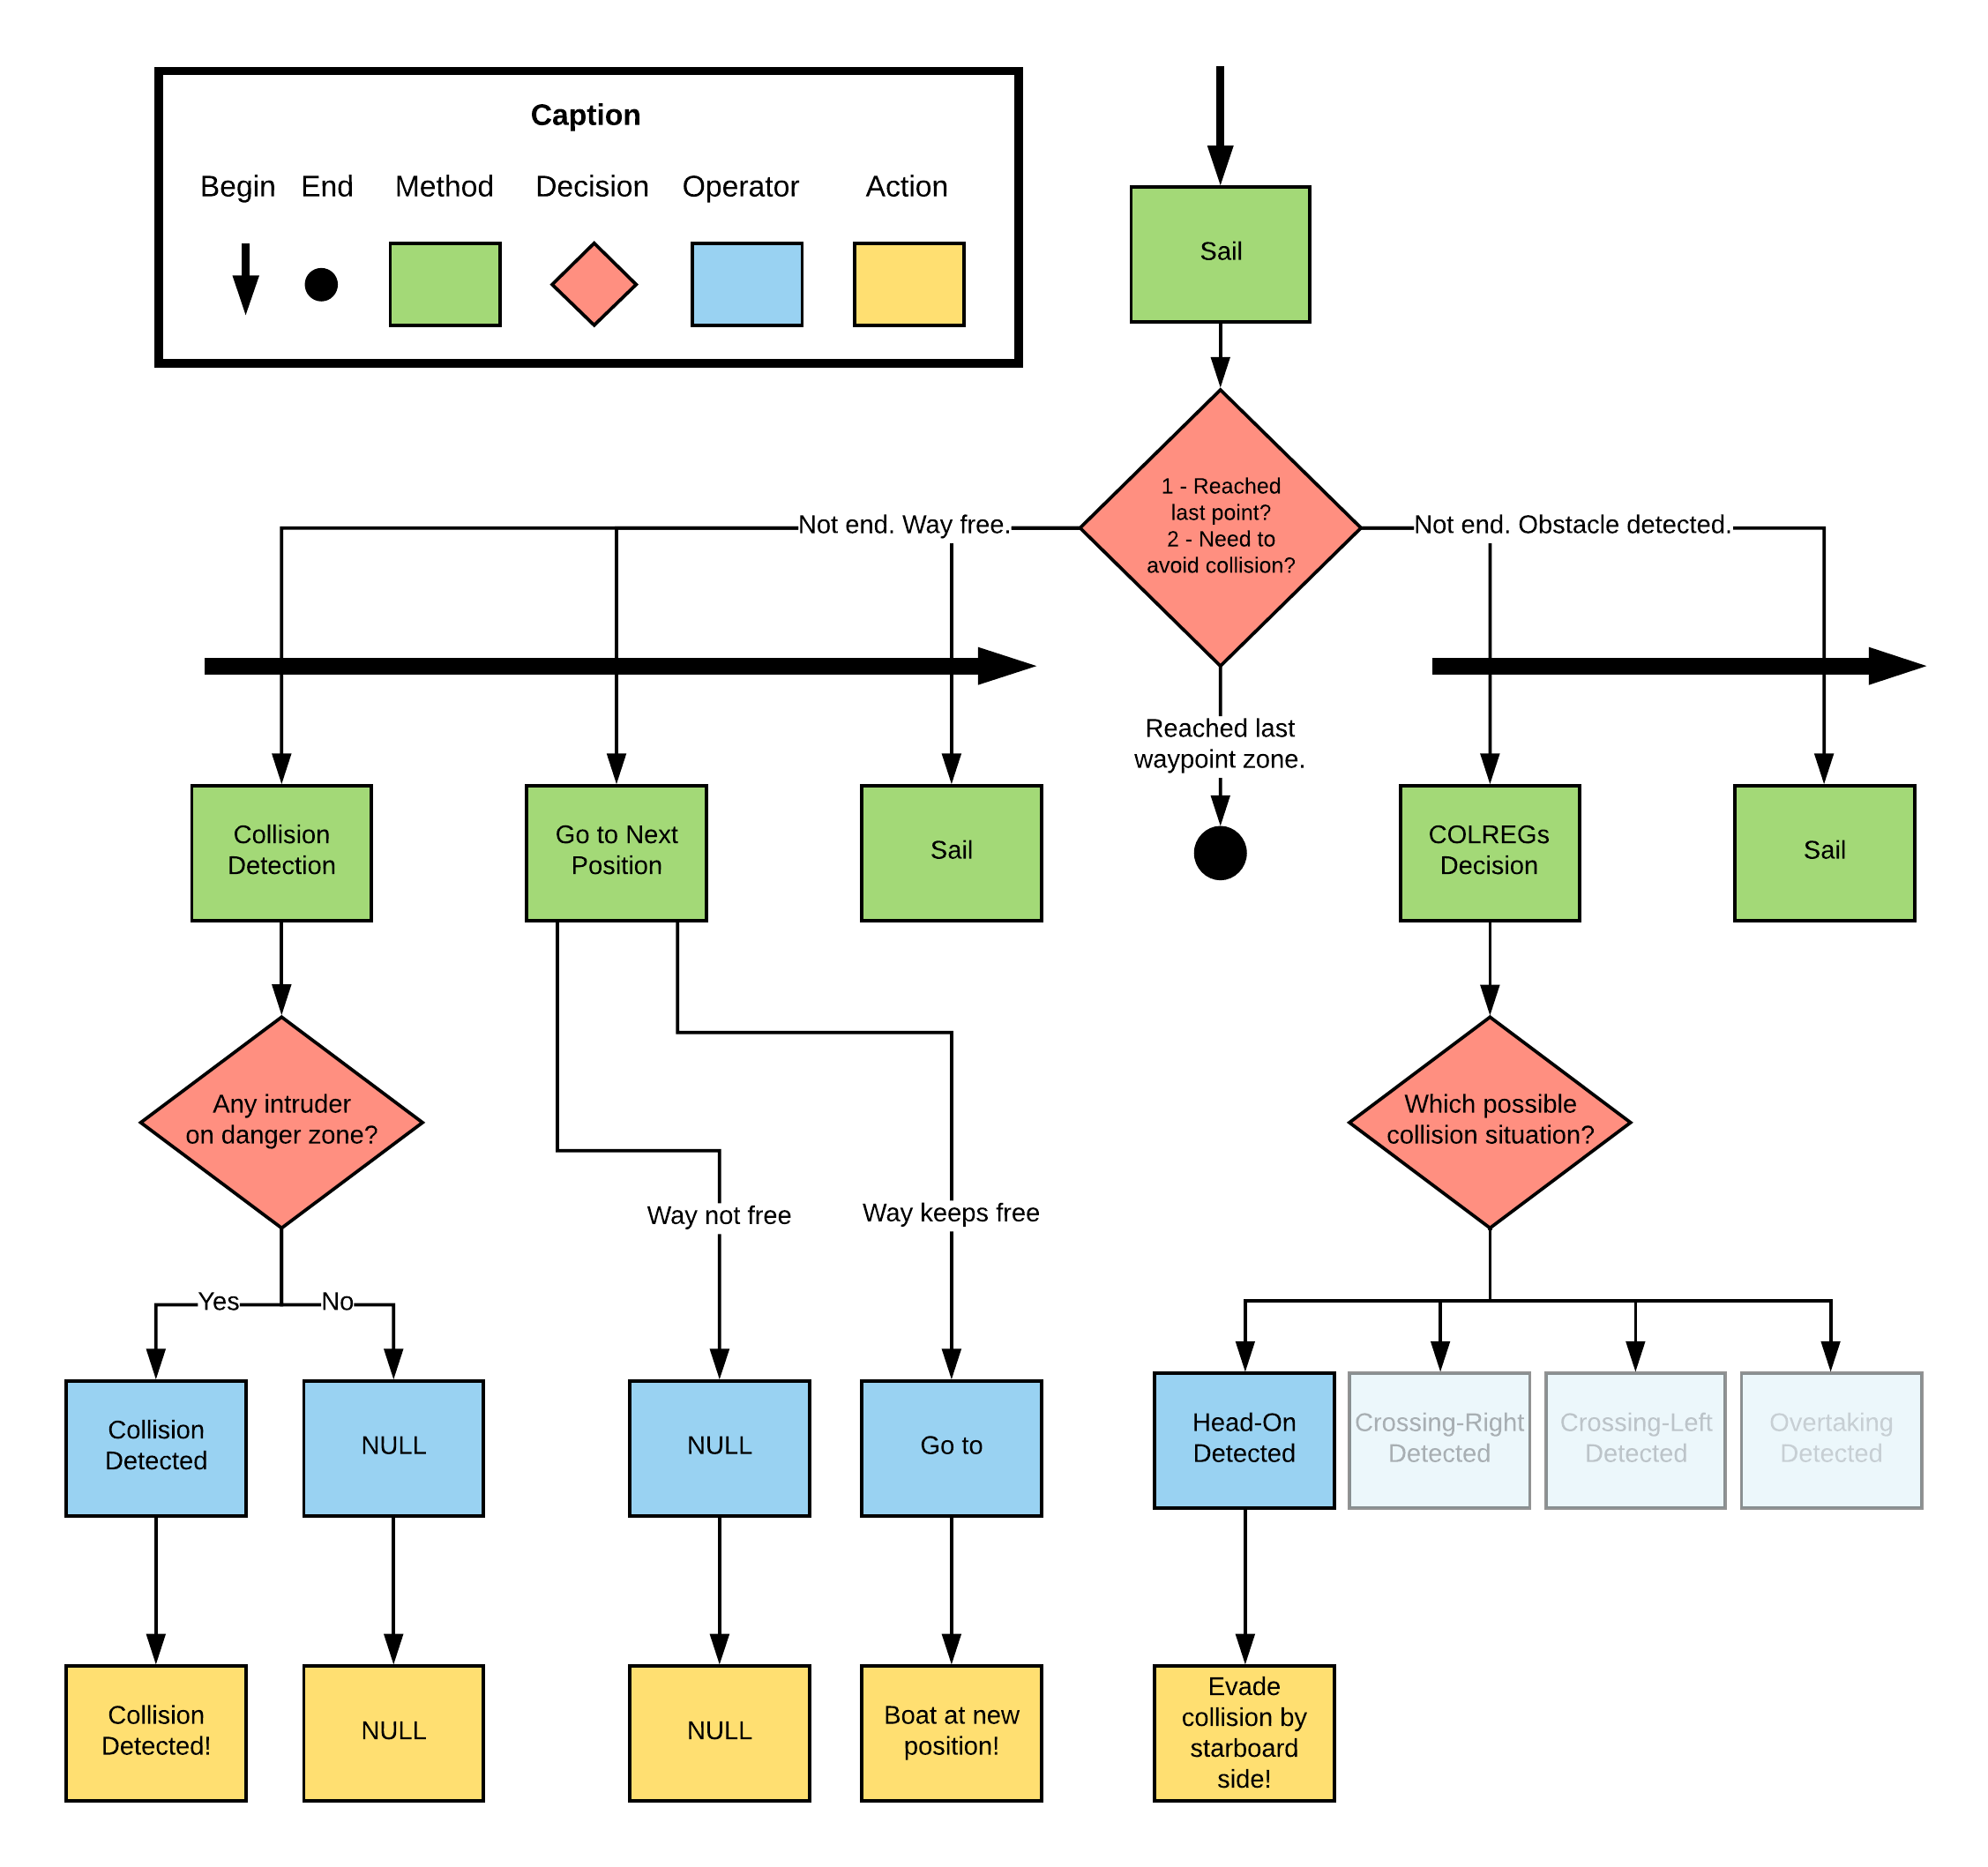 Caption
Begin
End
Method
Decision
Operator
Action
Sail
1 - Reached
last point?
2 - Need to
avoid collision?
Not end. Way free.
Not end. Obstacle detected.
Reached last
waypoint zone.
Collision
Detection
Go to Next
Position
Sail
COLREGs
Decision
Sail
Any intruder
on danger zone?
Which possible
collision situation?
Way not free
Way keeps free
Yes
No
Collision
Detected
NULL
NULL
Go to
Head-On
Detected
Crossing-Right
Detected
Crossing-Left
Detected
Overtaking
Detected
Collision
Detected!
NULL
NULL
Boat at new
position!
Evade
collision by
starboard
side!